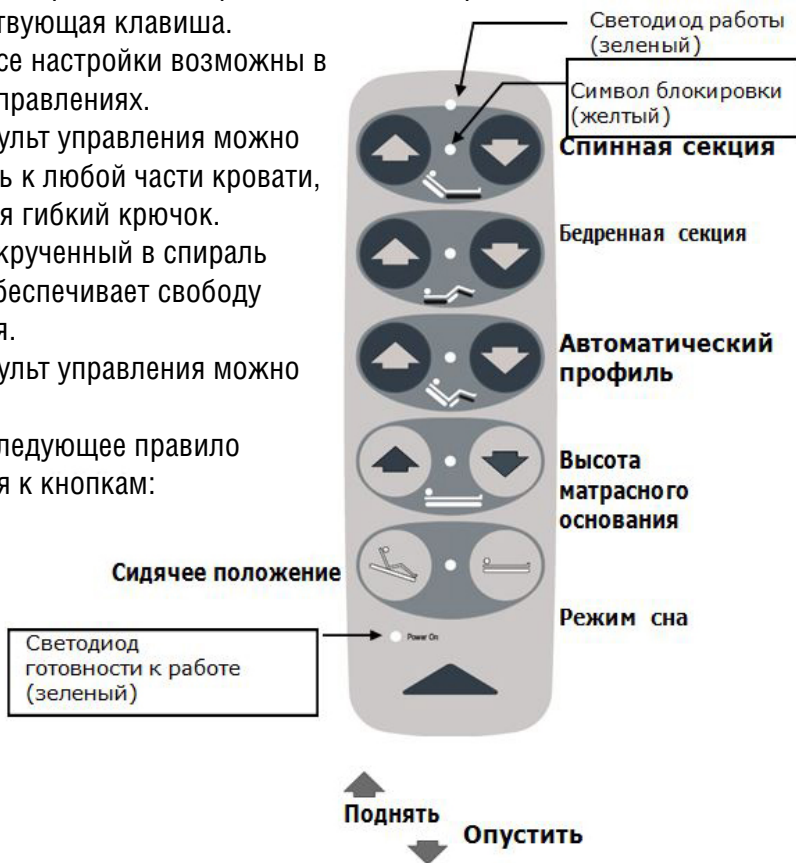 твующая клавиша.
се настройки возможны в
правлениях.
ульт управления можно
ь к любой части кровати,
я гибкий крючок.
крученный в спираль
беспечивает свободу
я.
ульт управления можно
ледующее правило
я к кнопкам:
Светодиод работы
(зеленый)
Символ блокировки
(желтый)
Спинная секция
Бедренная секция
Автоматический
профиль
Высота
матрасного
основания
Сидячее положение
Режим сна
Светодиод
готовности к работе
(зеленый)
Power On
Поднять
Опустить